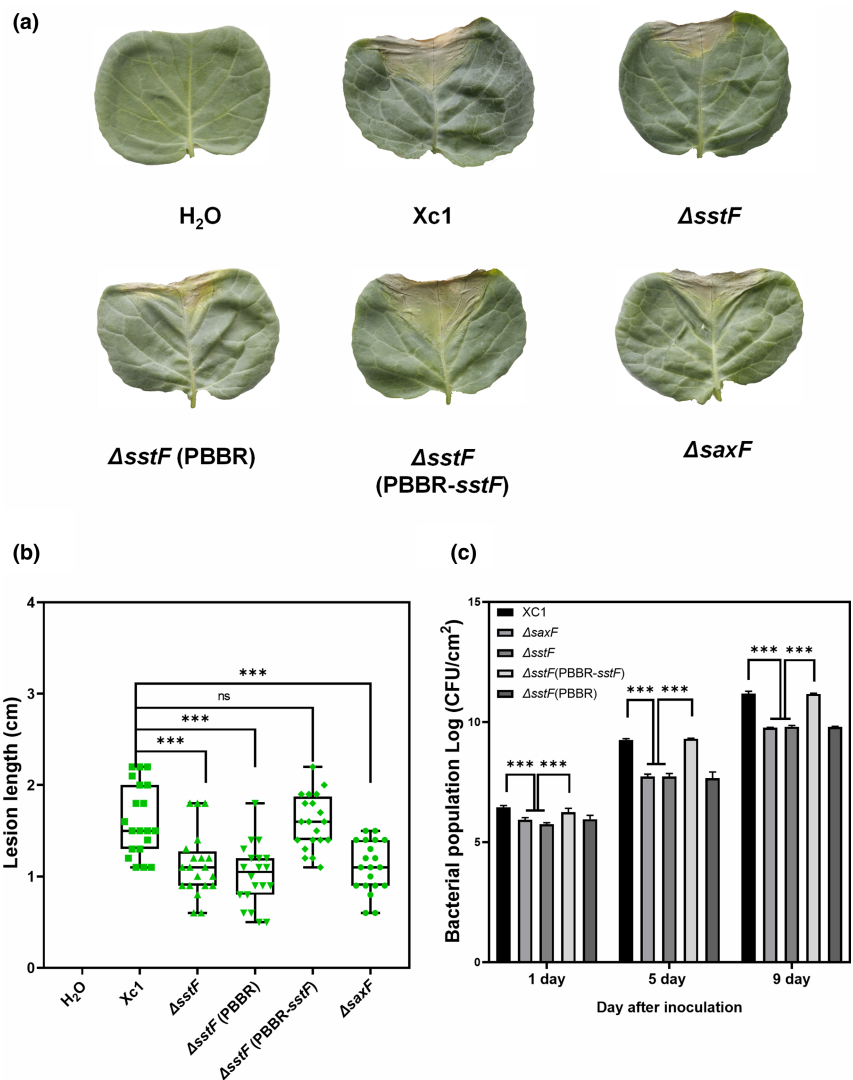 (a)
H₂O Xc1 ΔsstF
ΔsstF (PBBR) ΔsstF ΔsaxF
(PBBR-sstF)
(b)
Lesion length (cm)
4
3
2
1
0
***
ns
***
***
H₂O Xc1 ΔsstF ΔsstF (PBBR) ΔsstF (PBBR-sstF) ΔsaxF
(c)
Bacterial population Log (CFU/cm²)
15
10
5
0
XC1
ΔsaxF
ΔsstF
ΔsstF(PBBR-sstF)
ΔsstF(PBBR)
*** ***
*** ***
*** ***
1 day 5 day 9 day
Day after inoculation